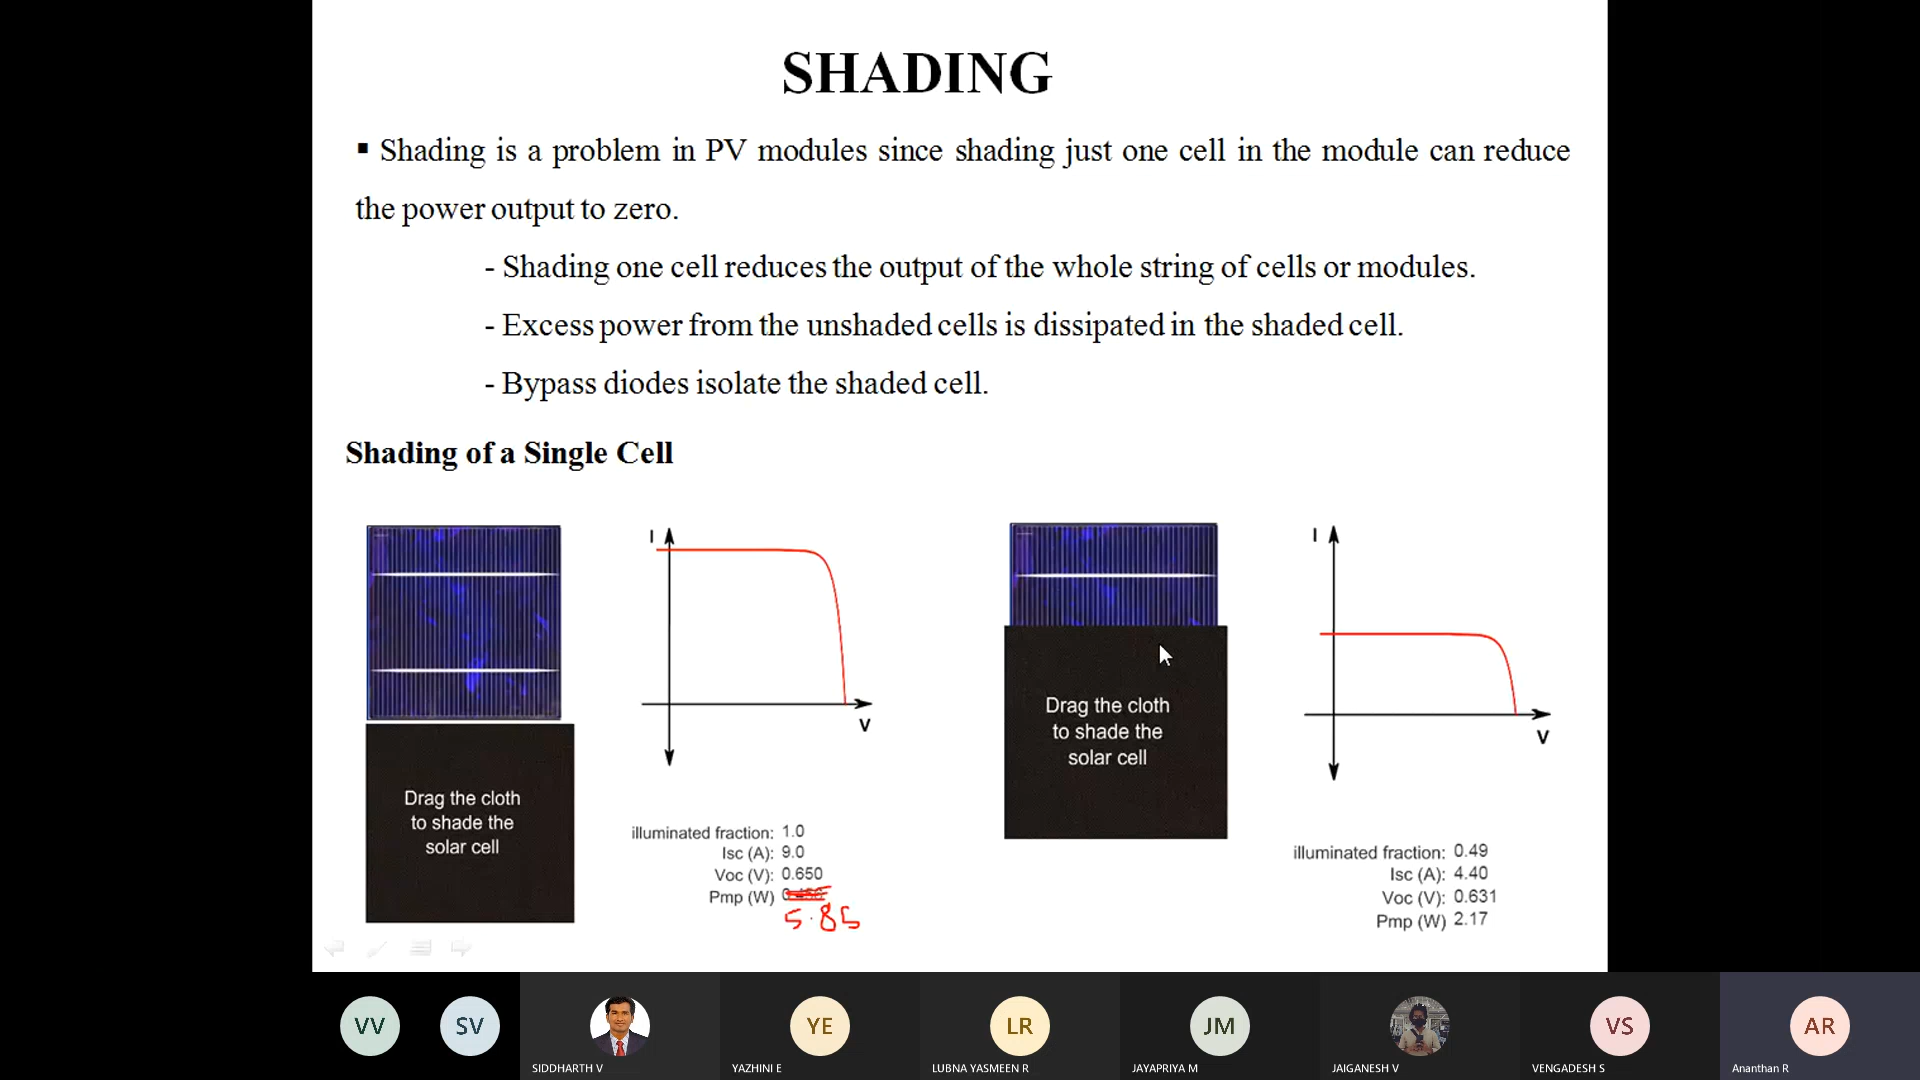 SHADING
▪ Shading is a problem in PV modules since shading just one cell in the module can reduce
the power output to zero.
- Shading one cell reduces the output of the whole string of cells or modules.
- Excess power from the unshaded cells is dissipated in the shaded cell.
- Bypass diodes isolate the shaded cell.
Shading of a Single Cell
I
V
Drag the cloth
to shade the
solar cell
illuminated fraction: 1.0
Isc (A): 9.0
Voc (V): 0.650
Pmp (W)
5.85
I
V
Drag the cloth
to shade the
solar cell
illuminated fraction: 0.49
Isc (A): 4.40
Voc (V): 0.631
Pmp (W) 2.17
VV
SV
SIDDHARTH V
YE
YAZHINI E
LR
LUBNA YASMEEN R
JM
JAYAPRIYA M
JAIGANESH V
VS
VENGADESH S
AR
Ananthan R